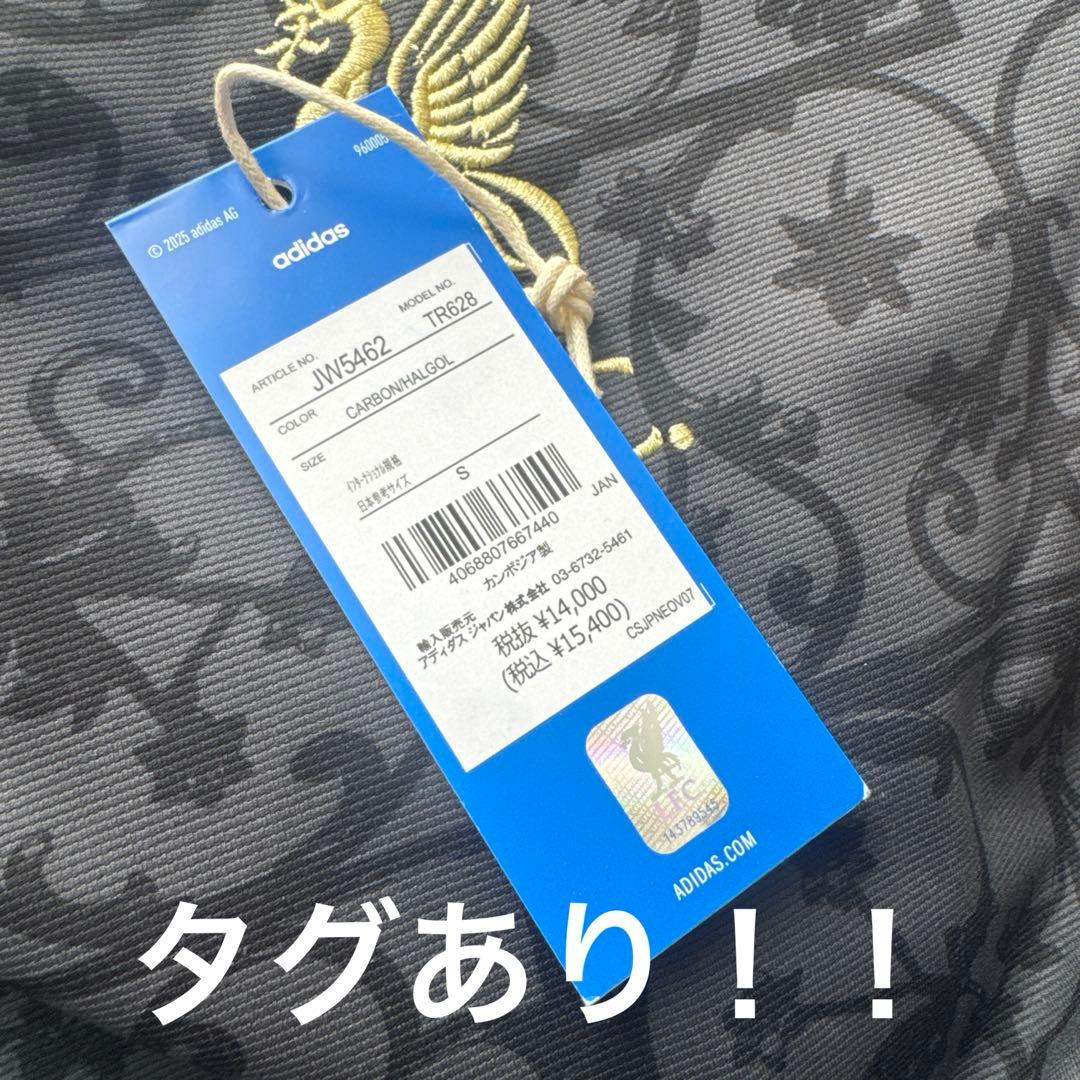 960005
© 2025 adidas AG
adidas
ARTICLE NO. MODEL NO.
JW5462 TR628
COLOR CARBON/HALGOL
SIZE
インターナショナル規格
日本参考サイズ S
JAN
4068807667440
カンボジア製
輸入販売元
アディダス ジャパン株式会社 03-6732-5461
税抜 ¥14,000
(税込 ¥15,400)
CSJPNEOV07
LFC
143789545
ADIDAS.COM
タグあり！！